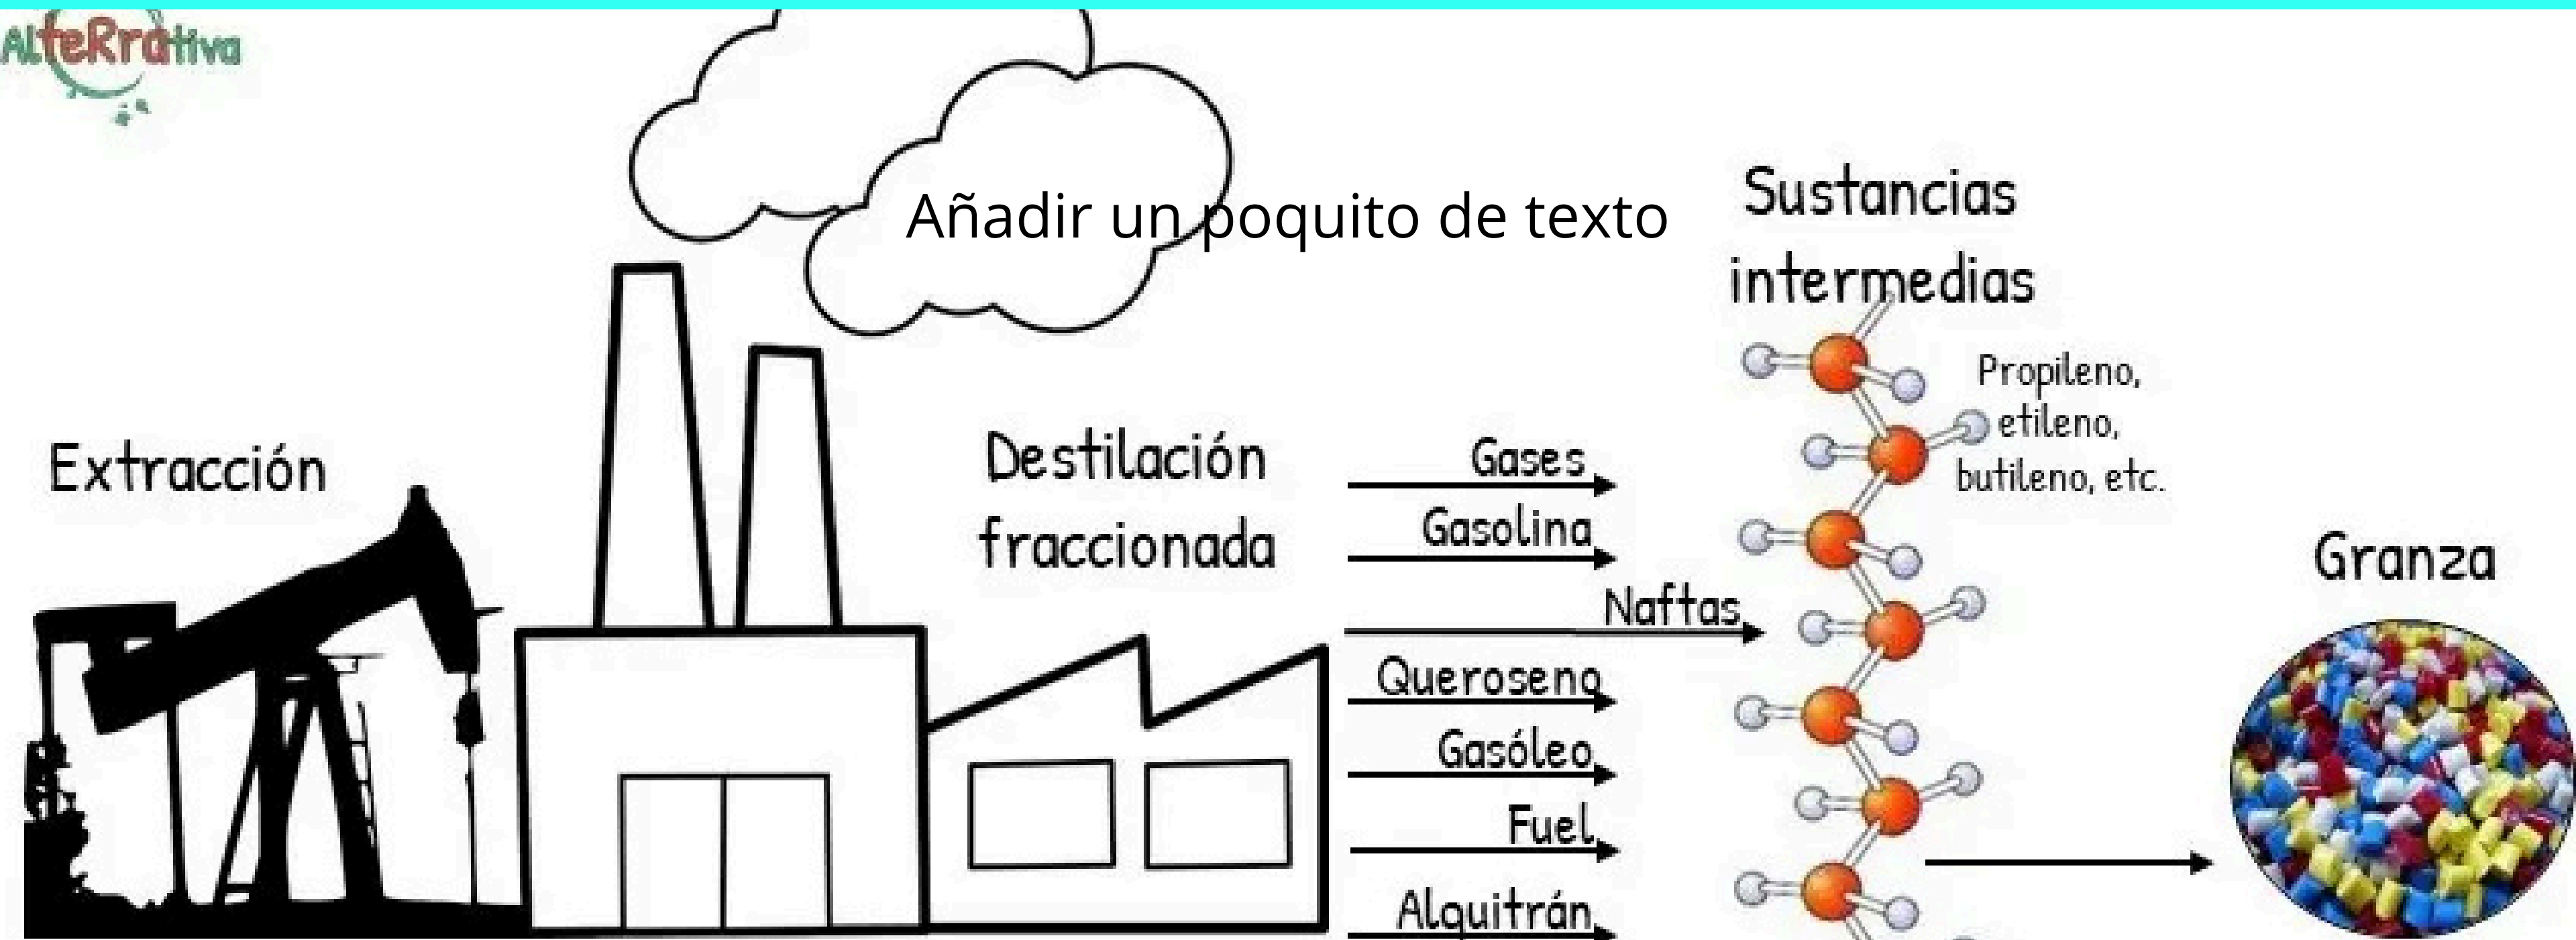 AlteRrativa
Añadir un poquito de texto
Sustancias
intermedias
Propileno,
etileno,
butileno, etc.
Extracción
Destilación
fraccionada
Gases
Gasolina
Naftas
Queroseno
Gasóleo
Fuel
Alquitrán
Granza